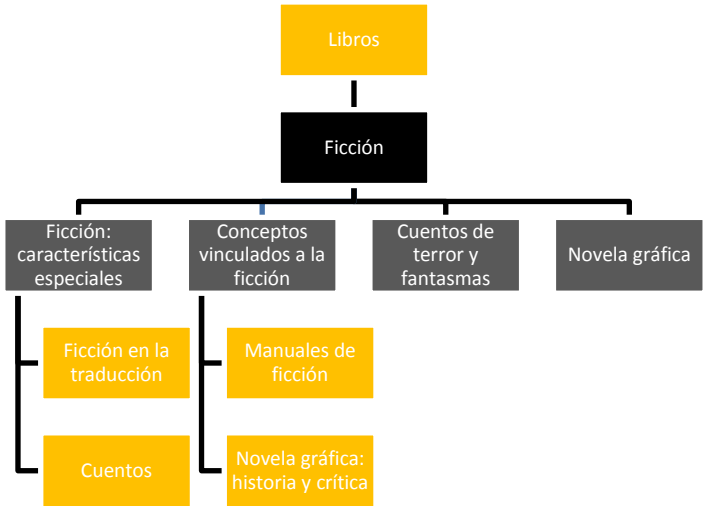 Libros
Ficción
Ficción:
características
especiales
Conceptos
vinculados a la
ficción
Cuentos de
terror y
fantasmas
Novela gráfica
Ficción en la
traducción
Manuales de
ficción
Cuentos
Novela gráfica:
historia y crítica